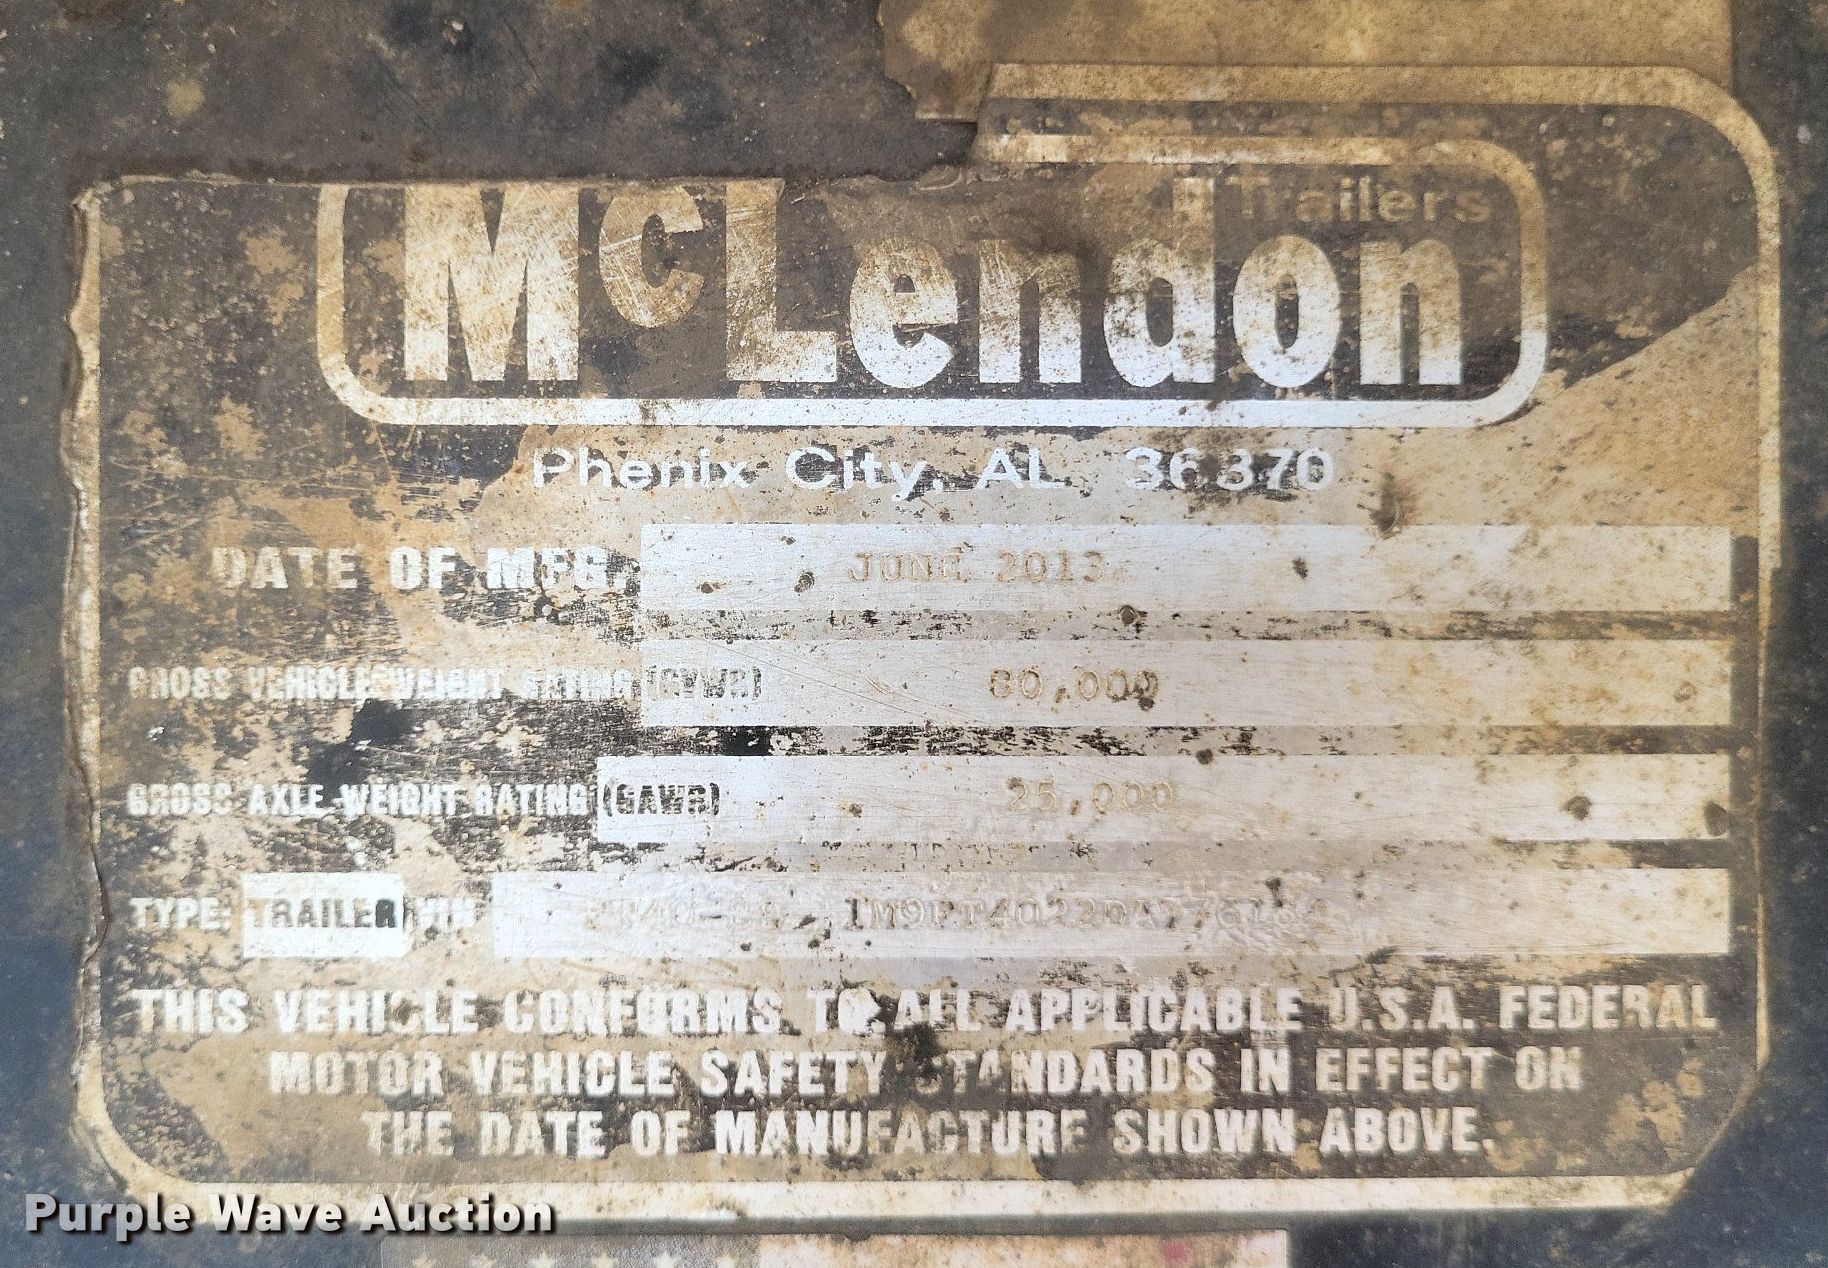 Trailers
McLendon
Phenix City, AL 36370
DATE OF MFG. JUNE 2013
GROSS VEHICLE WEIGHT RATING (GVWR) 80,000
GROSS AXLE WEIGHT RATING (GAWR) 25,000
TYPE: TRAILER VIN
THIS VEHICLE CONFORMS TO ALL APPLICABLE U.S.A. FEDERAL
MOTOR VEHICLE SAFETY STANDARDS IN EFFECT ON
THE DATE OF MANUFACTURE SHOWN ABOVE.
Purple Wave Auction